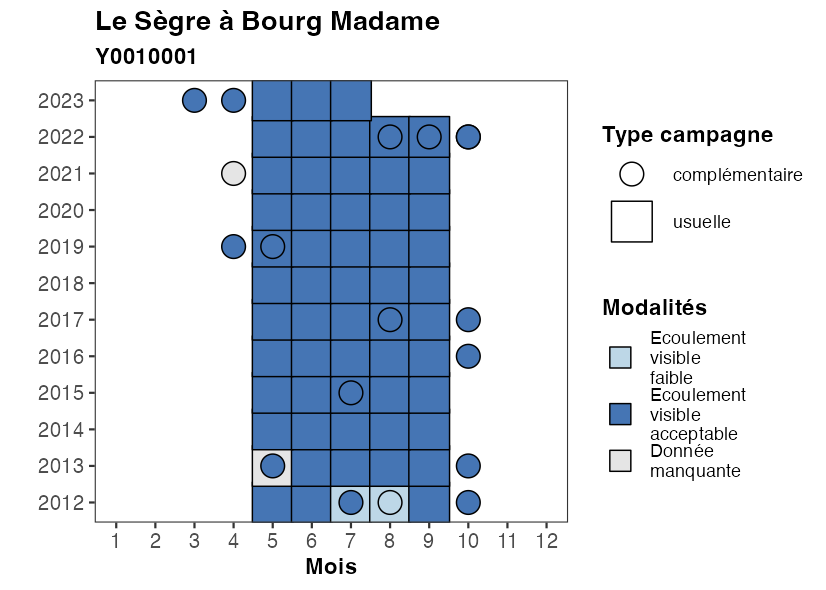 Le Sègre à Bourg Madame
Y0010001
2023
2022
2021
2020
2019
2018
2017
2016
2015
2014
2013
2012
1 2 3 4 5 6 7 8 9 10 11 12
Mois
Type campagne
complémentaire
usuelle
Modalités
Ecoulement
visible
faible
Ecoulement
visible
acceptable
Donnée
manquante